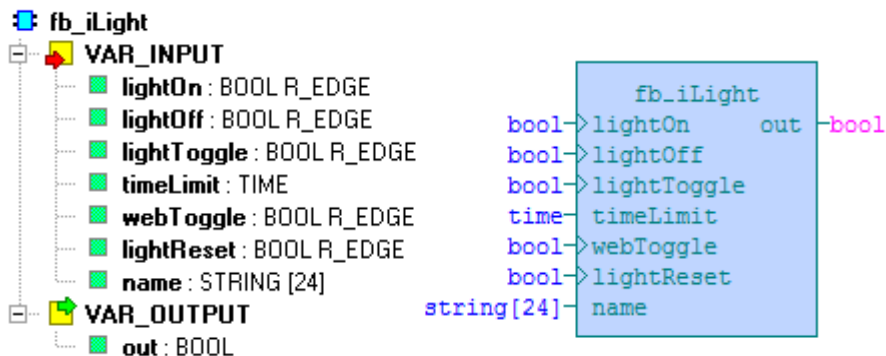 fb_iLight
VAR_INPUT
lightOn : BOOL R_EDGE
lightOff : BOOL R_EDGE
lightToggle : BOOL R_EDGE
timeLimit : TIME
webToggle : BOOL R_EDGE
lightReset : BOOL R_EDGE
name : STRING [24]
VAR_OUTPUT
out : BOOL
fb_iLight
bool lightOn out bool
bool lightOff
bool lightToggle
time timeLimit
bool webToggle
bool lightReset
string[24] name